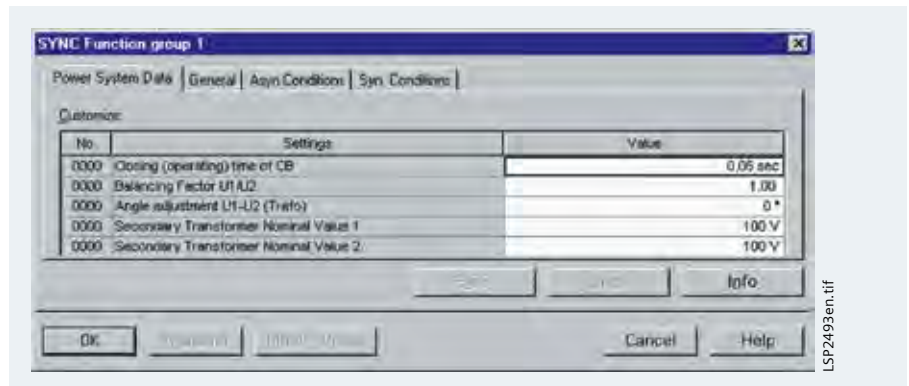 SYNC Function group 1
Power System Data General Asyn Conditions Syn. Conditions
Customize:
No. Settings Value
0000 Closing (operating) time of CB 0,05 sec
0000 Balancing Factor U1/U2 1.00
0000 Angle adjustment U1-U2 (Trafo) 0 °
0000 Secondary Transformer Nominal Value 1 100 V
0000 Secondary Transformer Nominal Value 2 100 V
Info
OK Cancel Help
LSP2493en.tif